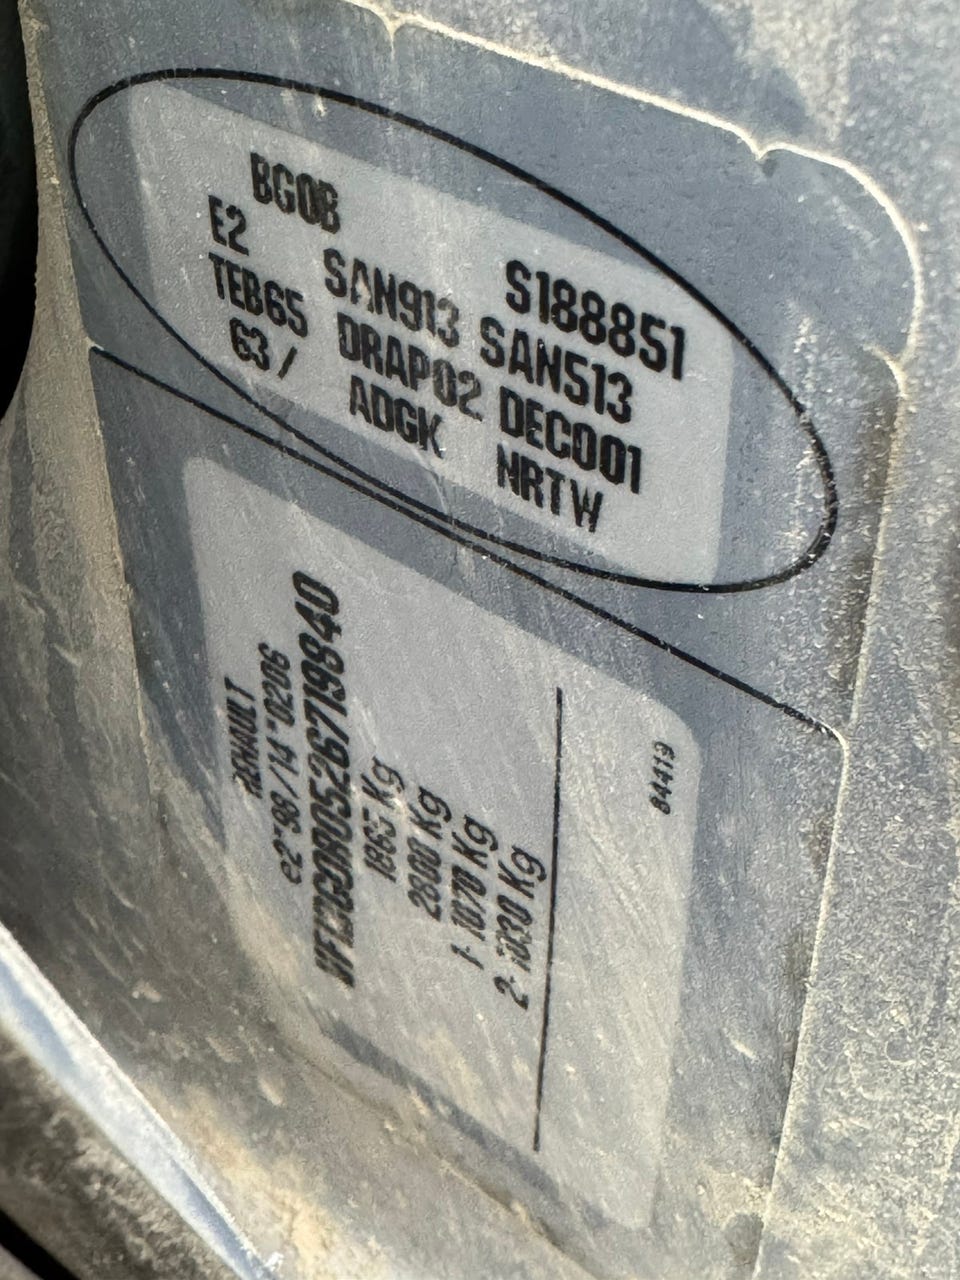 BG0B S188851
E2 SAN913 SAN513
TEB65 DRAP02 DEC001
63/ ADGK NRTW
RENAULT
e2*98/14*0206
VF1BG0R0526719840
1865 Kg
2800 Kg
1- 1070 Kg
2- 1030 Kg
84419